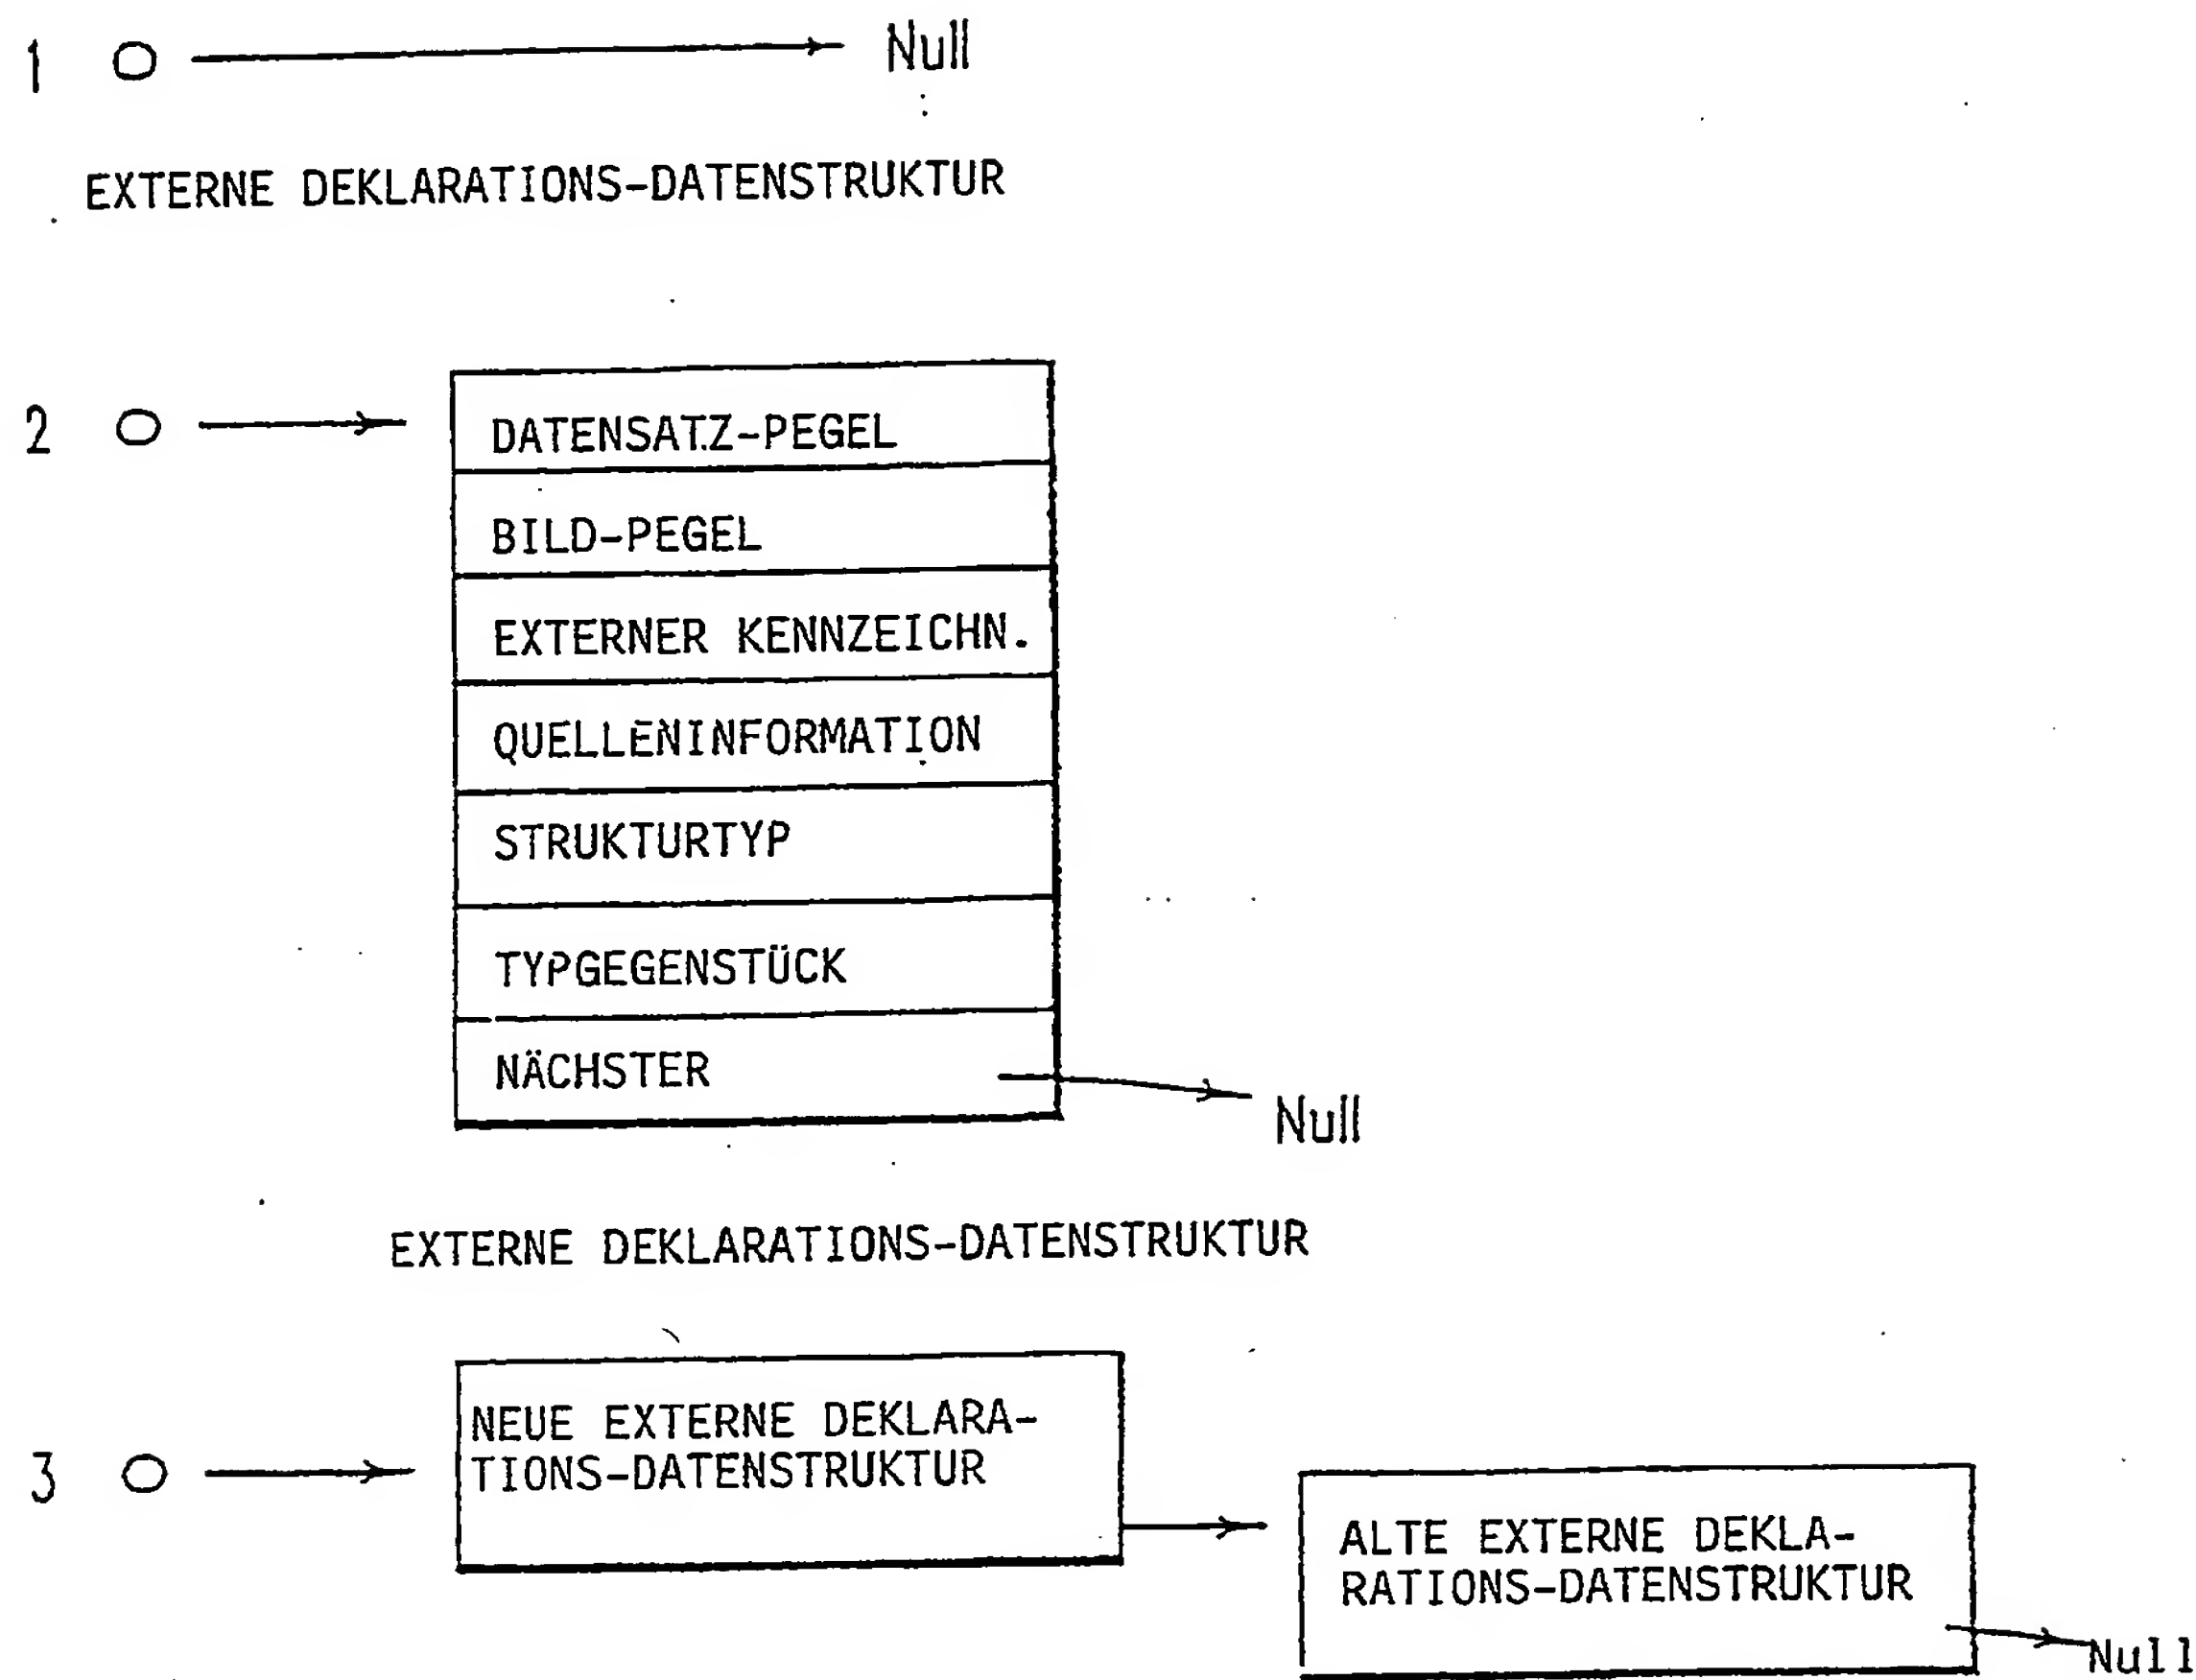 1 O Null
EXTERNE DEKLARATIONS-DATENSTRUKTUR
2 O DATENSATZ-PEGEL
BILD-PEGEL
EXTERNER KENNZEICHN.
QUELLENINFORMATION
STRUKTURTYP
TYPGEGENSTÜCK
NÄCHSTER
Null
EXTERNE DEKLARATIONS-DATENSTRUKTUR
3 O NEUE EXTERNE DEKLARA-
TIONS-DATENSTRUKTUR
ALTE EXTERNE DEKLA-
RATIONS-DATENSTRUKTUR
Null